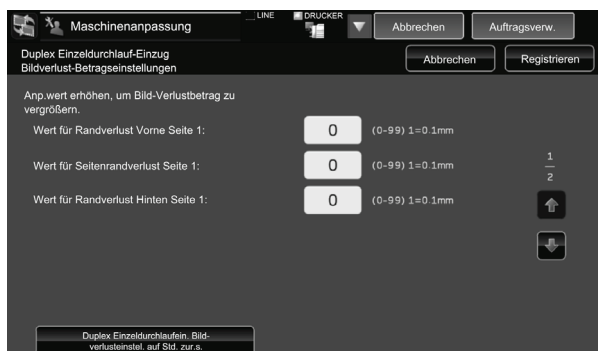 Maschinenanpassung
LINE
DRUCKER
Abbrechen
Auftragsverw.
Duplex Einzeldurchlauf-Einzug
Bildverlust-Betragseinstellungen
Abbrechen
Registrieren
Anp.wert erhöhen, um Bild-Verlustbetrag zu
vergrößern.
Wert für Randverlust Vorne Seite 1:
0
(0-99) 1=0.1mm
Wert für Seitenrandverlust Seite 1:
0
(0-99) 1=0.1mm
Wert für Randverlust Hinten Seite 1:
0
(0-99) 1=0.1mm
1
2
Duplex Einzeldurchlaufein. Bild-
verlusteinstel. auf Std. zur.s.